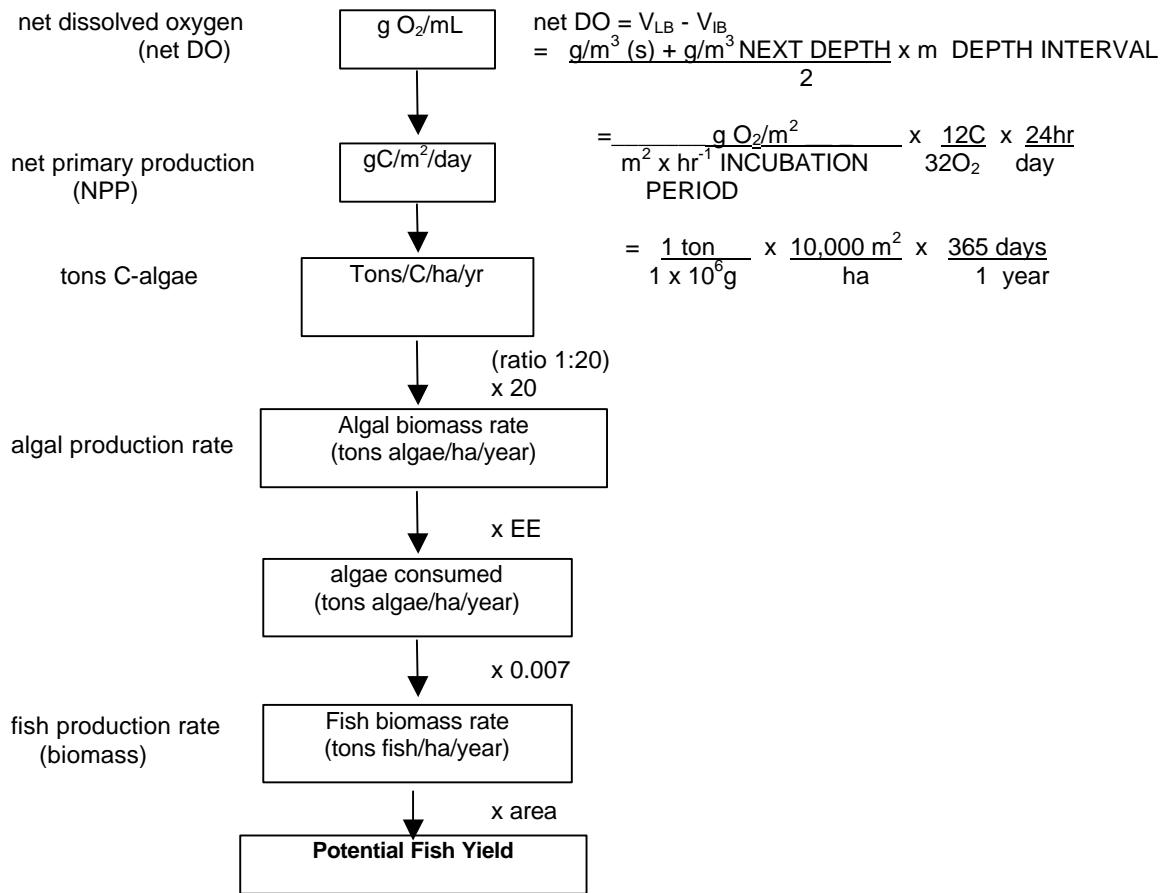 net dissolved oxygen
(net DO)
g O₂/mL
net DO = V_LB - V_IB
= g/m³ (s) + g/m³ NEXT DEPTH x m DEPTH INTERVAL
2
net primary production
(NPP)
gC/m²/day
= g O₂/m² x 12C x 24hr
m² x hr⁻¹ INCUBATION 32O₂ day
PERIOD
tons C-algae
Tons/C/ha/yr
= 1 ton x 10,000 m² x 365 days
1 x 10⁶g ha 1 year
(ratio 1:20)
x 20
algal production rate
Algal biomass rate
(tons algae/ha/year)
x EE
algae consumed
(tons algae/ha/year)
x 0.007
fish production rate
(biomass)
Fish biomass rate
(tons fish/ha/year)
x area
Potential Fish Yield